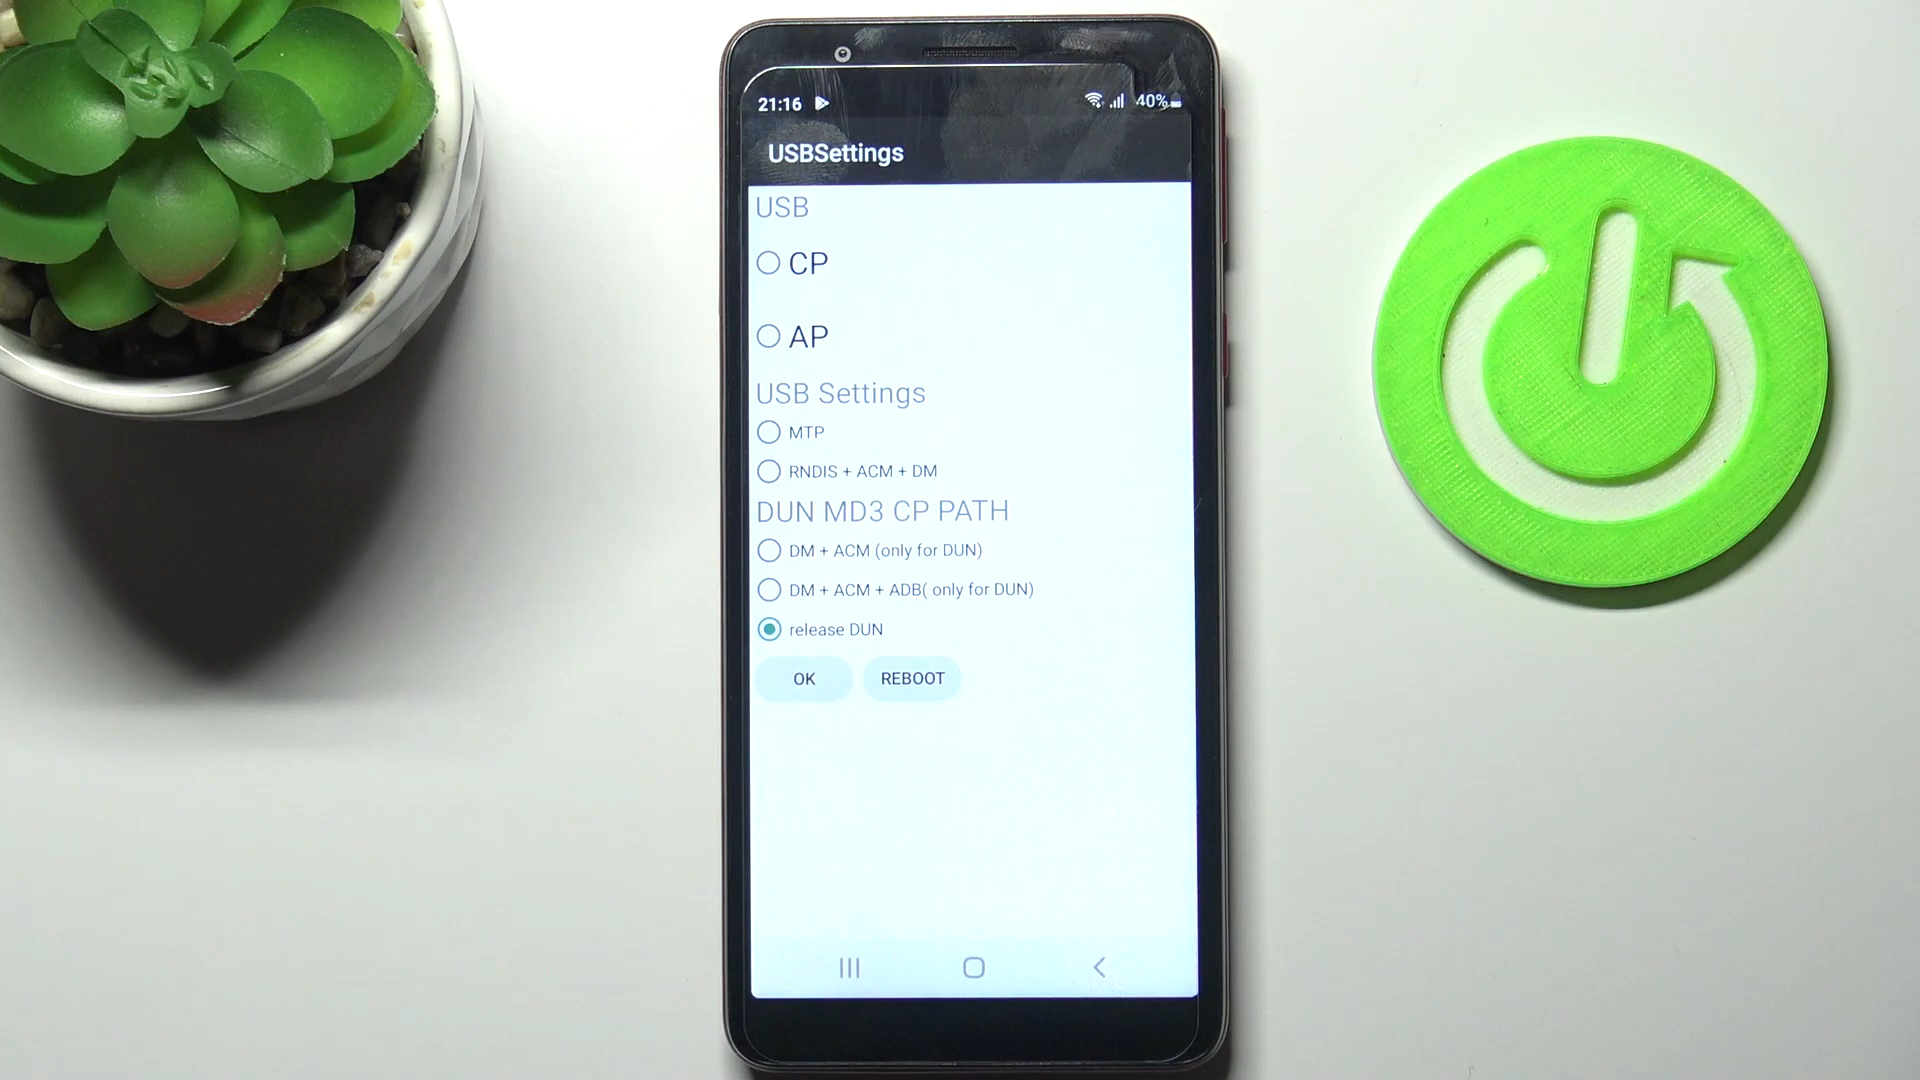 21:16 40%
USBSettings
USB
CP
AP
USB Settings
MTP
RNDIS + ACM + DM
DUN MD3 CP PATH
DM + ACM (only for DUN)
DM + ACM + ADB( only for DUN)
release DUN
OK REBOOT